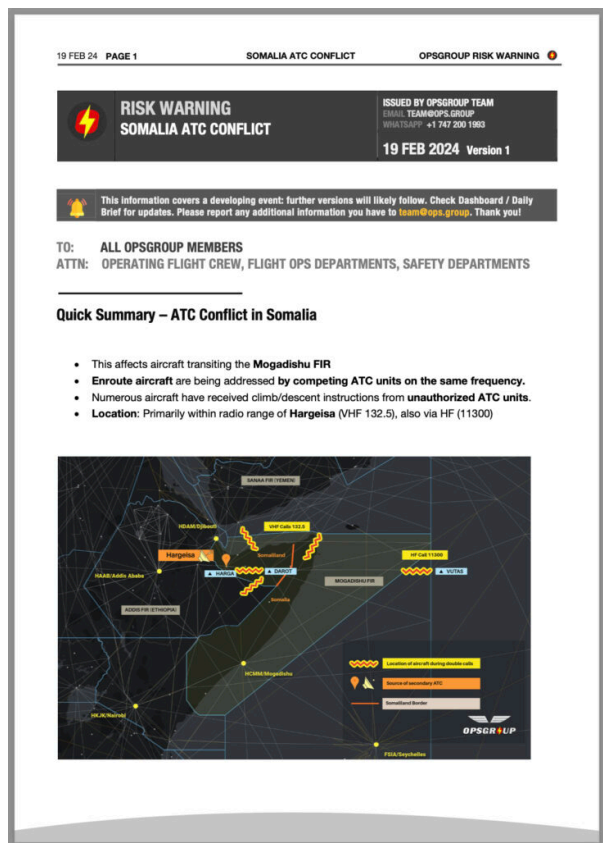 19 FEB 24 PAGE 1 SOMALIA ATC CONFLICT OPSGROUP RISK WARNING
RISK WARNING
SOMALIA ATC CONFLICT
ISSUED BY OPSGROUP TEAM
EMAIL TEAM@OPS.GROUP
WHATSAPP +1 747 200 1993
19 FEB 2024 Version 1
This information covers a developing event: further versions will likely follow. Check Dashboard / Daily
Brief for updates. Please report any additional information you have to team@ops.group. Thank you!
TO: ALL OPSGROUP MEMBERS
ATTN: OPERATING FLIGHT CREW, FLIGHT OPS DEPARTMENTS, SAFETY DEPARTMENTS
Quick Summary – ATC Conflict in Somalia
• This affects aircraft transiting the Mogadishu FIR
• Enroute aircraft are being addressed by competing ATC units on the same frequency.
• Numerous aircraft have received climb/descent instructions from unauthorized ATC units.
• Location: Primarily within radio range of Hargeisa (VHF 132.5), also via HF (11300)
SANAA FIR (YEMEN)
HDAM/Djibouti
VHF Calls 132.5
Hargeisa
Somaliland
HF Call 11300
HAAB/Addis Ababa
▲ HARGA
▲ DAROT
▲ VUTAS
MOGADISHU FIR
Somalia
ADDIS FIR (ETHIOPIA)
HCMM/Mogadishu
Location of aircraft during double calls
Source of secondary ATC
Somaliland Border
HKJK/Nairobi
OPSGROUP
FSIA/Seychelles